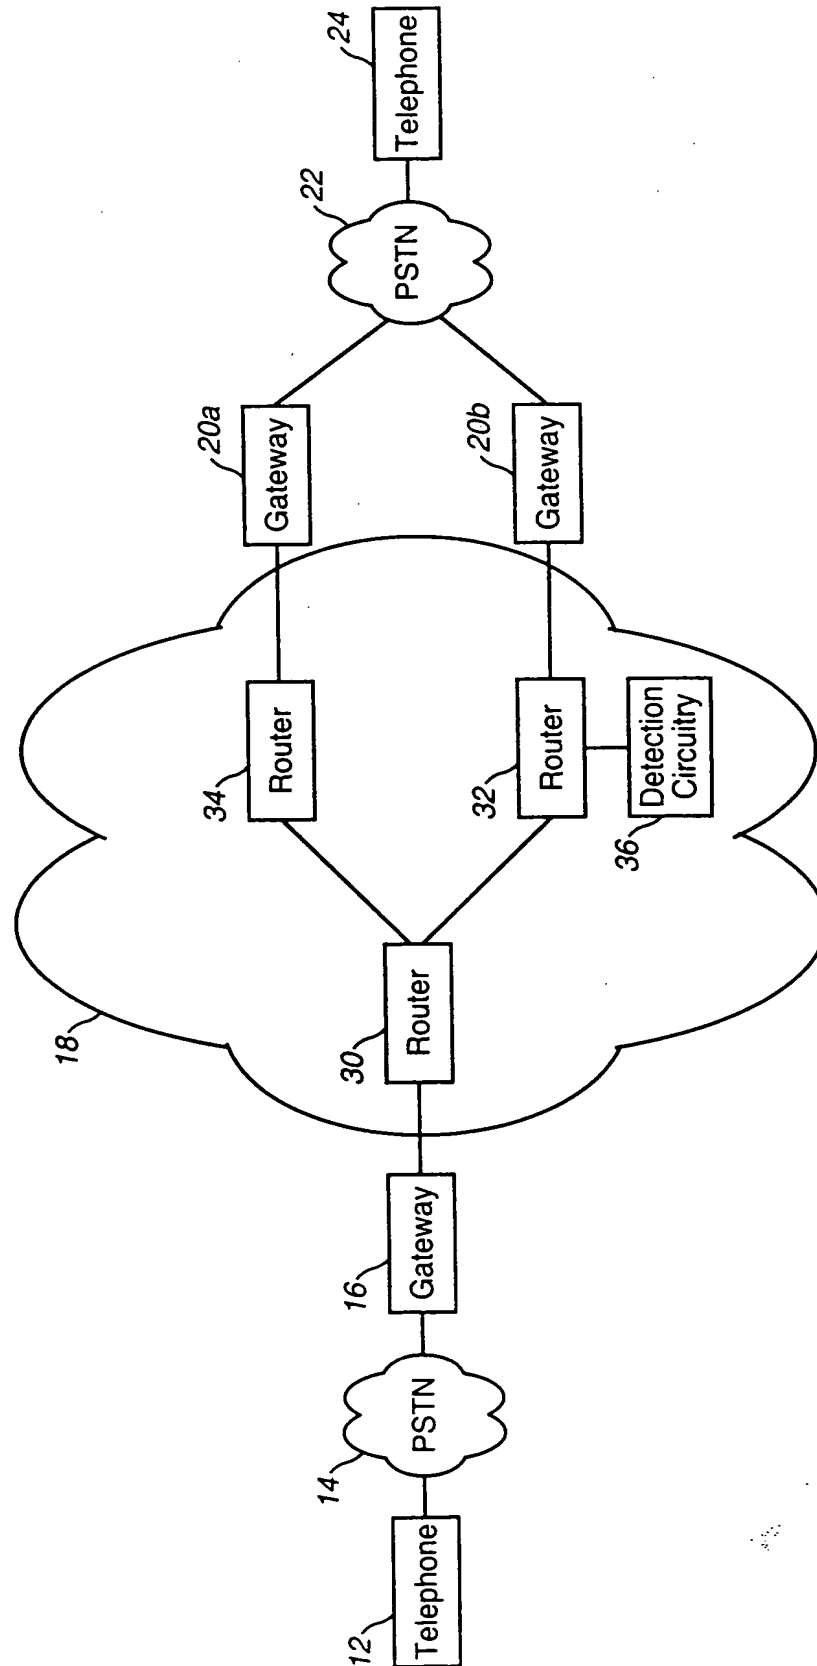 12
Telephone
14
PSTN
16
Gateway
18
30
Router
34
Router
32
Router
36
Detection
Circuitry
20a
Gateway
20b
Gateway
22
PSTN
24
Telephone